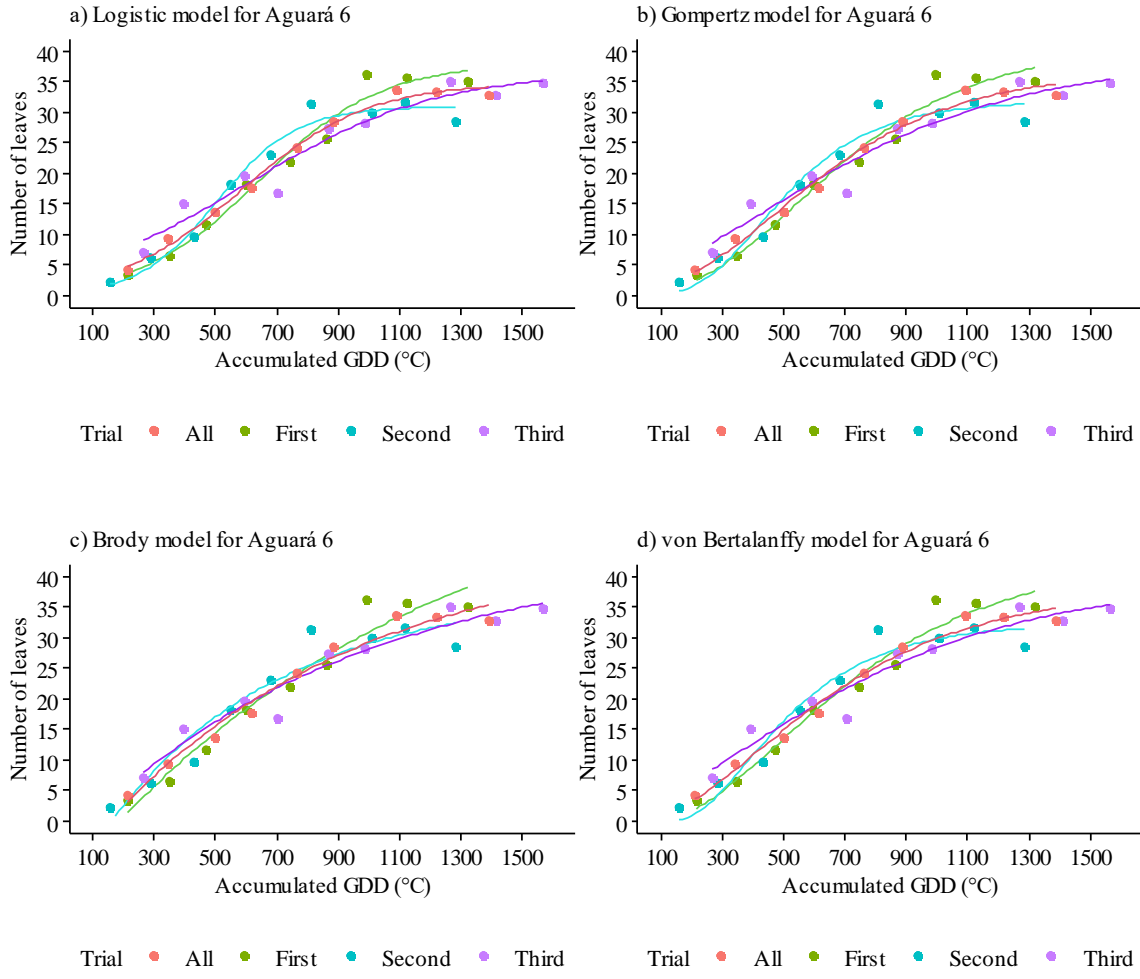 a) Logistic model for Aguará 6
Number of leaves
40
35
30
25
20
15
10
5
0
100 300 500 700 900 1100 1300 1500
Accumulated GDD (°C)
Trial All First Second Third
b) Gompertz model for Aguará 6
Number of leaves
40
35
30
25
20
15
10
5
0
100 300 500 700 900 1100 1300 1500
Accumulated GDD (°C)
Trial All First Second Third
c) Brody model for Aguará 6
Number of leaves
40
35
30
25
20
15
10
5
0
100 300 500 700 900 1100 1300 1500
Accumulated GDD (°C)
Trial All First Second Third
d) von Bertalanffy model for Aguará 6
Number of leaves
40
35
30
25
20
15
10
5
0
100 300 500 700 900 1100 1300 1500
Accumulated GDD (°C)
Trial All First Second Third